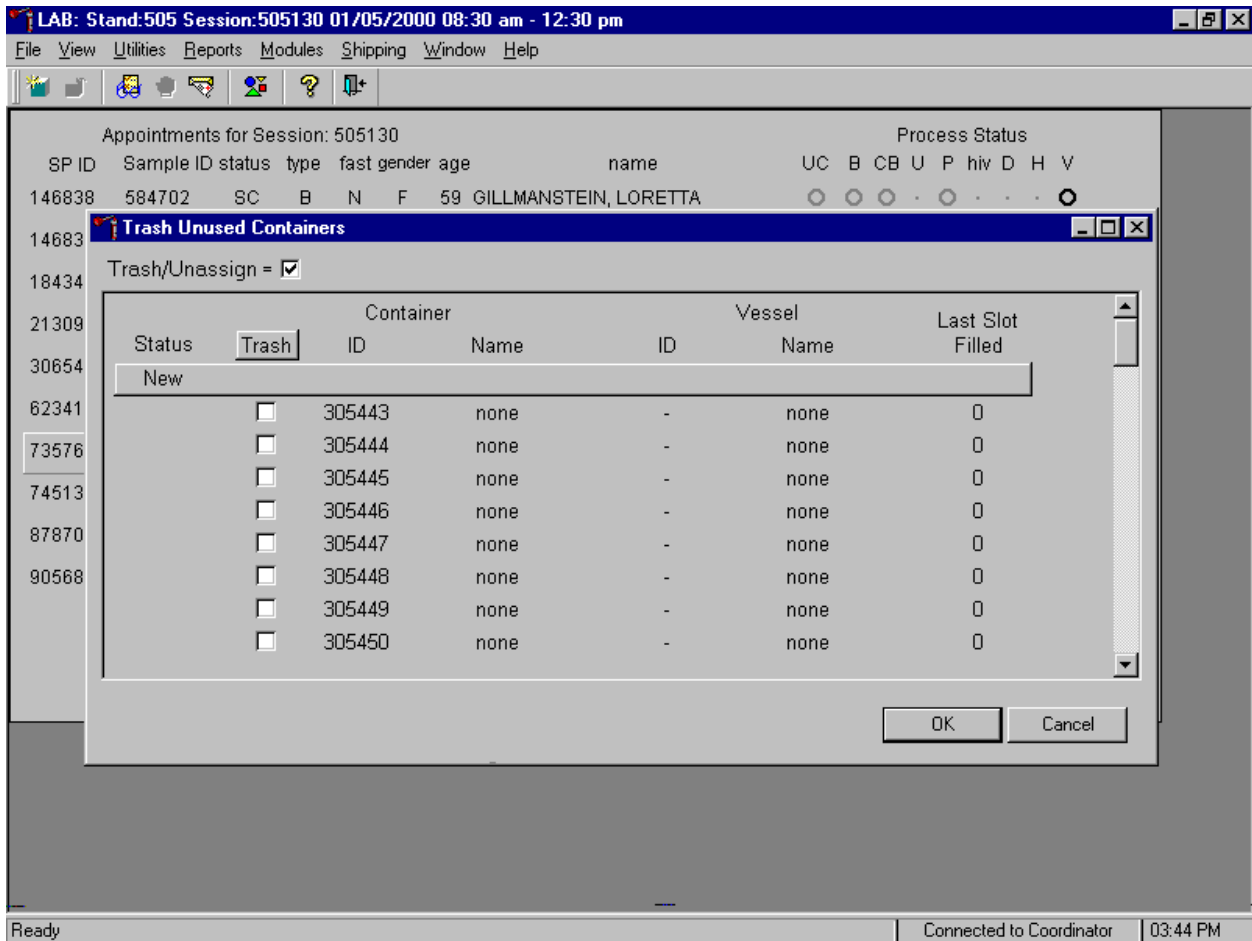 LAB: Stand:505 Session:505130 01/05/2000 08:30 am - 12:30 pm
File View Utilities Reports Modules Shipping Window Help
Appointments for Session: 505130 Process Status
SP ID Sample ID status type fast gender age name UC B CB U P hiv D H V
146838 584702 SC B N F 59 GILLMANSTEIN, LORETTA
14683
18434
21309
30654
62341
73576
74513
87870
90568
Trash Unused Containers
Trash/Unassign =
Container Vessel Last Slot
Status Trash ID Name ID Name Filled
New
305443 none - none 0
305444 none - none 0
305445 none - none 0
305446 none - none 0
305447 none - none 0
305448 none - none 0
305449 none - none 0
305450 none - none 0
OK Cancel
Ready Connected to Coordinator 03:44 PM